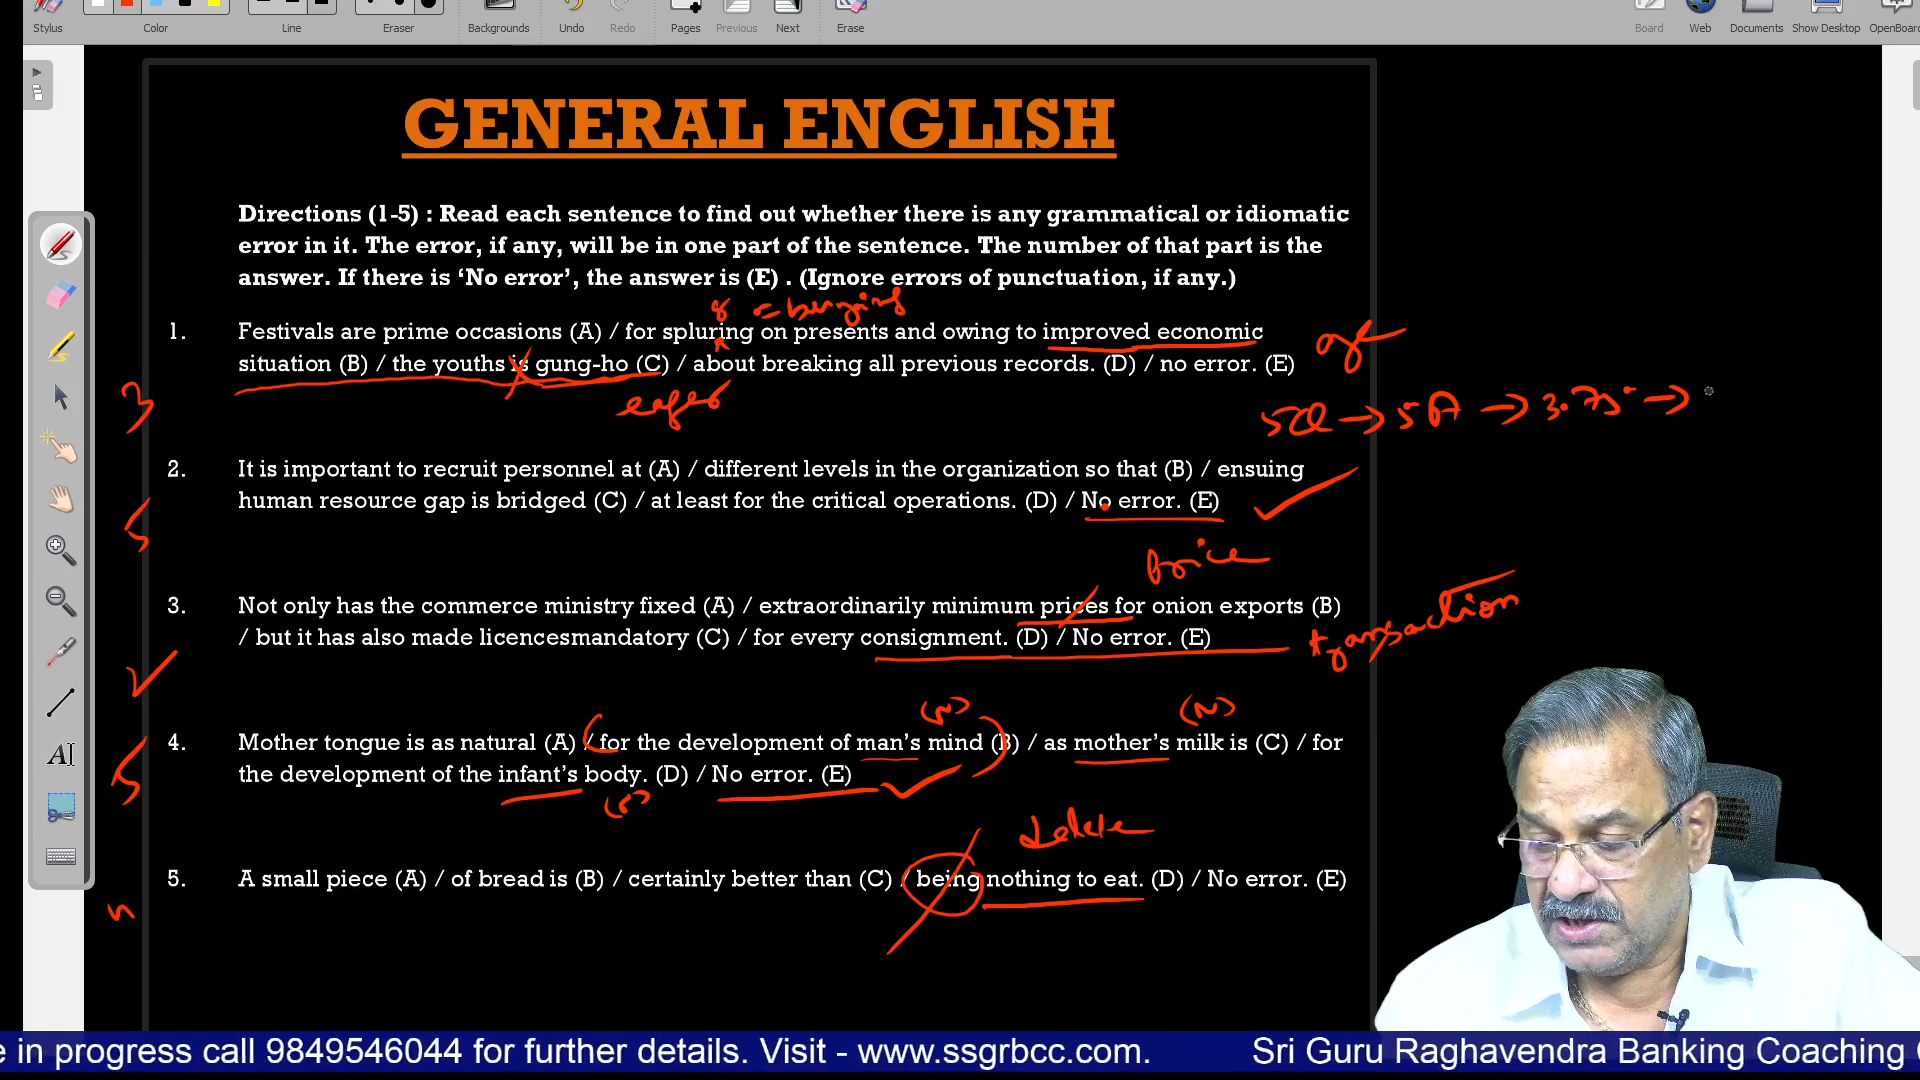 Stylus Color Line Eraser Backgrounds Undo Redo Pages Previous Next Erase Board Web Documents Show Desktop OpenBoard
GENERAL ENGLISH
Directions (1-5) : Read each sentence to find out whether there is any grammatical or idiomatic
error in it. The error, if any, will be in one part of the sentence. The number of that part is the
answer. If there is ‘No error’, the answer is (E) . (Ignore errors of punctuation, if any.)
1. Festivals are prime occasions (A) / for spluring on presents and owing to improved economic
situation (B) / the youths is gung-ho (C) / about breaking all previous records. (D) / no error. (E)
3
eager
5Q → 5A → 3.75 →
2. It is important to recruit personnel at (A) / different levels in the organization so that (B) / ensuing
human resource gap is bridged (C) / at least for the critical operations. (D) / No error. (E)
5
price
3. Not only has the commerce ministry fixed (A) / extraordinarily minimum prices for onion exports (B)
/ but it has also made licencesmandatory (C) / for every consignment. (D) / No error. (E)
transaction
2
(N) (N)
4. Mother tongue is as natural (A) / for the development of man’s mind (B) / as mother’s milk is (C) / for
the development of the infant’s body. (D) / No error. (E)
5
delete
5. A small piece (A) / of bread is (B) / certainly better than (C) / being nothing to eat. (D) / No error. (E)
e in progress call 9849546044 for further details. Visit - www.ssgrbcc.com. Sri Guru Raghavendra Banking Coaching